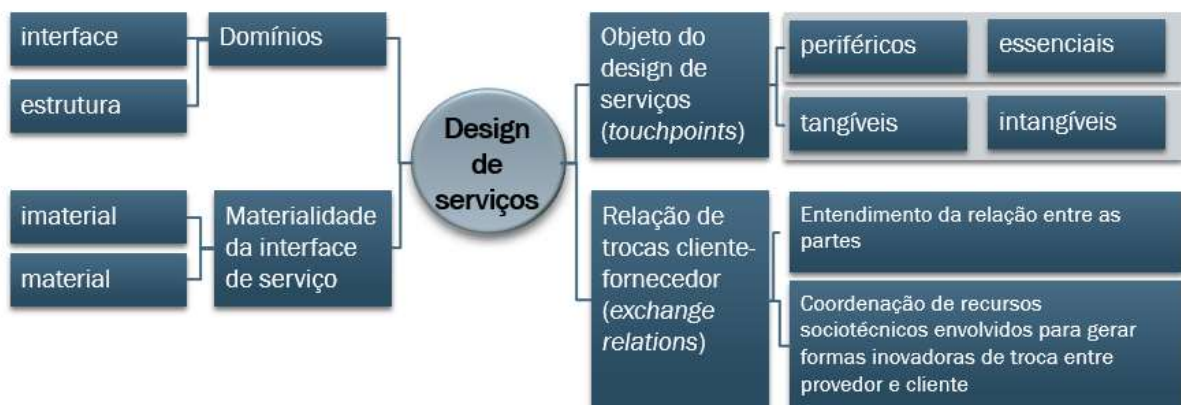 interface
estrutura
Domínios
imaterial
material
Materialidade
da interface
de serviço
Design
de
serviços
Objeto do
design de
serviços
(touchpoints)
periféricos
essenciais
tangíveis
intangíveis
Relação de
trocas cliente-
fornecedor
(exchange
relations)
Entendimento da relação entre as
partes
Coordenação de recursos
sociotécnicos envolvidos para gerar
formas inovadoras de troca entre
provedor e cliente